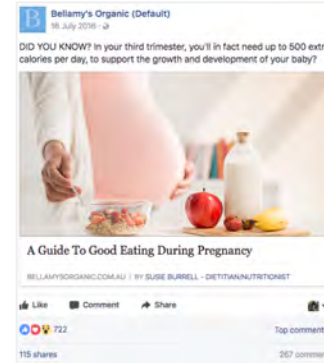 Bellamy's Organic (Default)
16 July 2016
DID YOU KNOW? In your third trimester, you'll in fact need up to 500 extr
calories per day, to support the growth and development of your baby?
A Guide To Good Eating During Pregnancy
BELLAMYSORGANIC.COM.AU | BY SUSIE BURRELL - DIETITIAN/NUTRITIONIST
Like Comment Share
722 Top comment
115 shares 267 commen